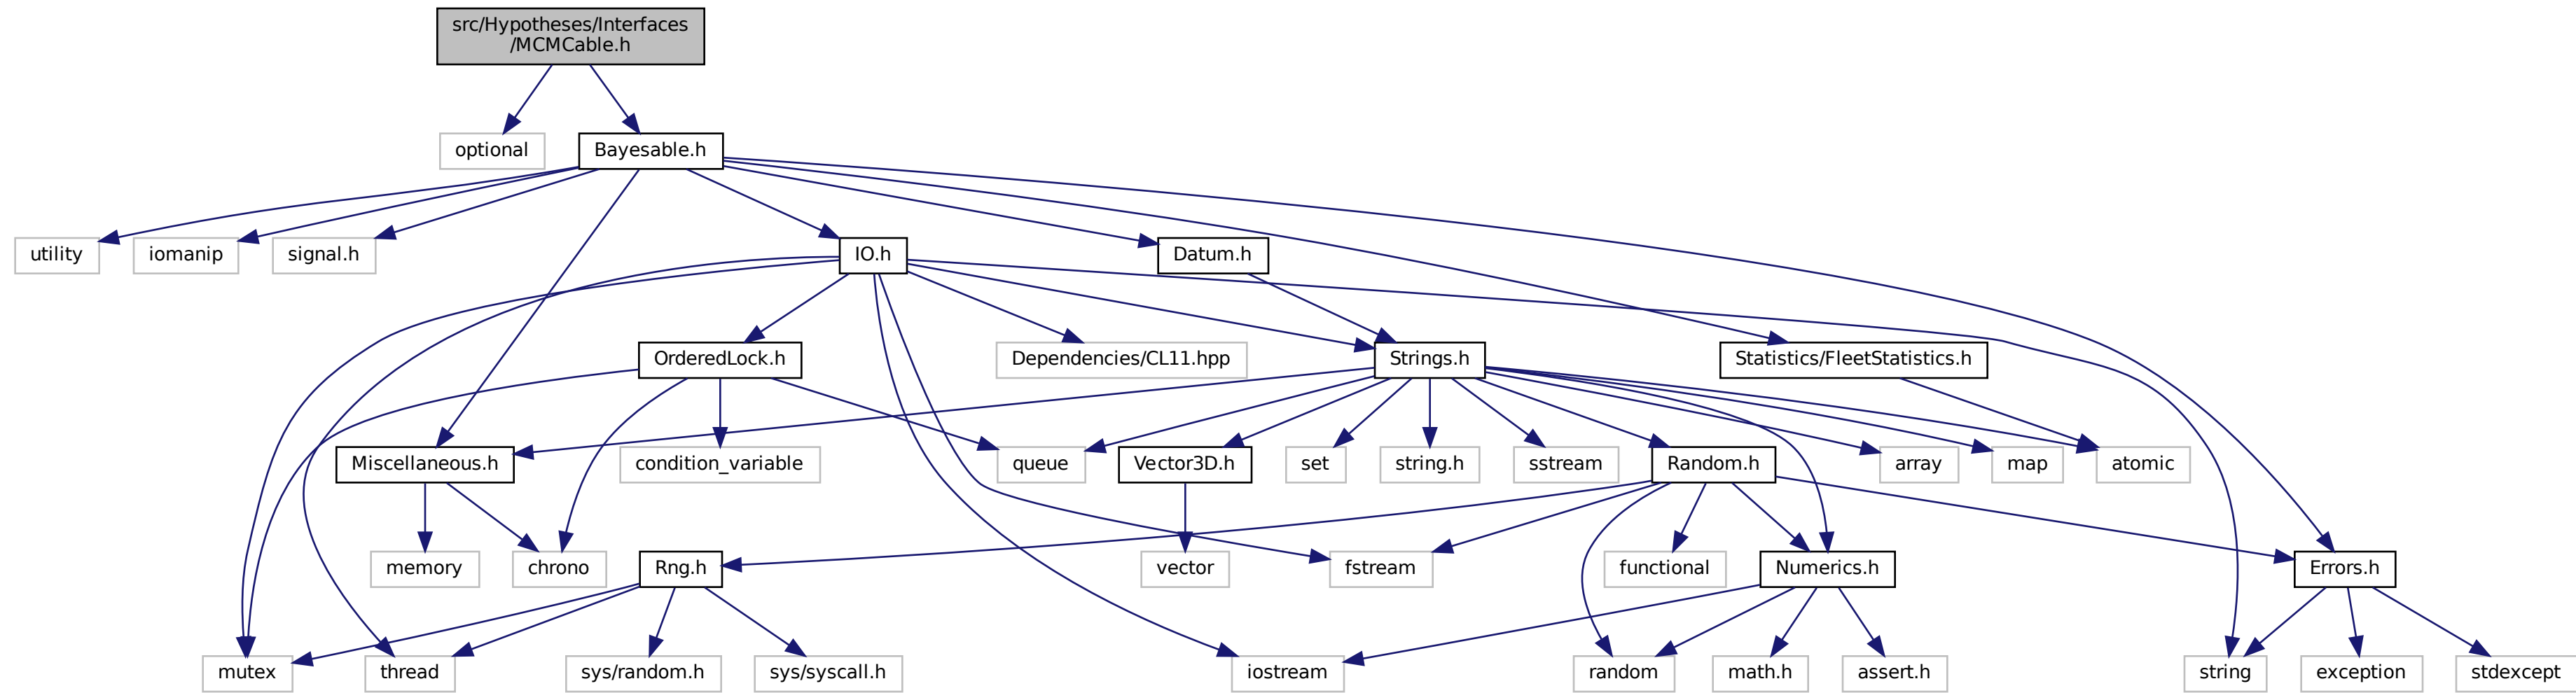 src/Hypotheses/Interfaces
/MCMCable.h
optional
Bayesable.h
utility
iomanip
signal.h
IO.h
Datum.h
OrderedLock.h
Dependencies/CL11.hpp
Strings.h
Statistics/FleetStatistics.h
Miscellaneous.h
condition_variable
queue
Vector3D.h
set
string.h
sstream
Random.h
array
map
atomic
memory
chrono
Rng.h
vector
fstream
functional
Numerics.h
Errors.h
mutex
thread
sys/random.h
sys/syscall.h
iostream
random
math.h
assert.h
string
exception
stdexcept